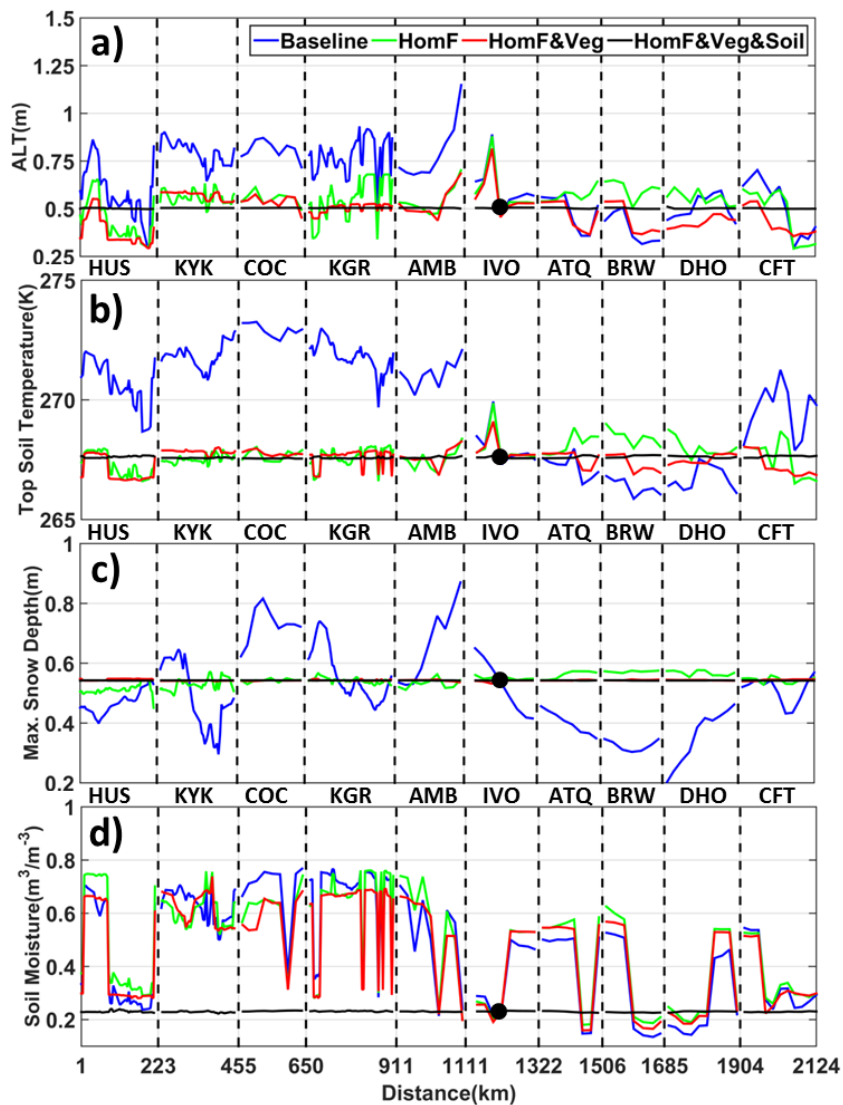 a)
Baseline HomF HomF&Veg HomF&Veg&Soil
ALT(m)
1.5
1.25
1
0.75
0.5
0.25
HUS KYK COC KGR AMB IVO ATQ BRW DHO CFT
b)
Top Soil Temperature(K)
275
270
265
HUS KYK COC KGR AMB IVO ATQ BRW DHO CFT
c)
Max. Snow Depth(m)
1
0.8
0.6
0.4
0.2
HUS KYK COC KGR AMB IVO ATQ BRW DHO CFT
d)
Soil Moisture(m³/m⁻³)
1
0.8
0.6
0.4
0.2
1 223 455 650 911 1111 1322 1506 1685 1904 2124
Distance(km)